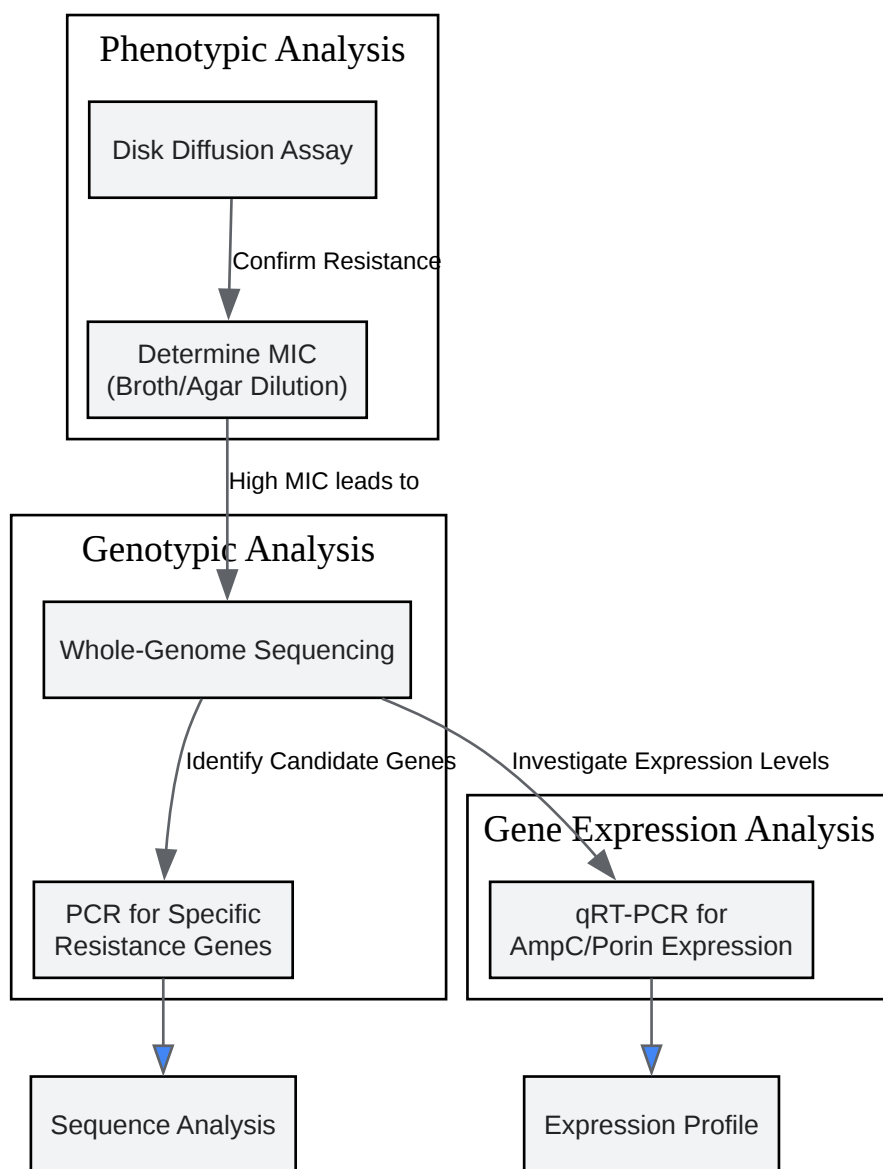 Phenotypic Analysis
Disk Diffusion Assay
Confirm Resistance
Determine MIC
(Broth/Agar Dilution)
High MIC leads to
Genotypic Analysis
Whole-Genome Sequencing
Identify Candidate Genes
Investigate Expression Levels
Gene Expression Analysis
PCR for Specific
Resistance Genes
qRT-PCR for
AmpC/Porin Expression
Sequence Analysis
Expression Profile